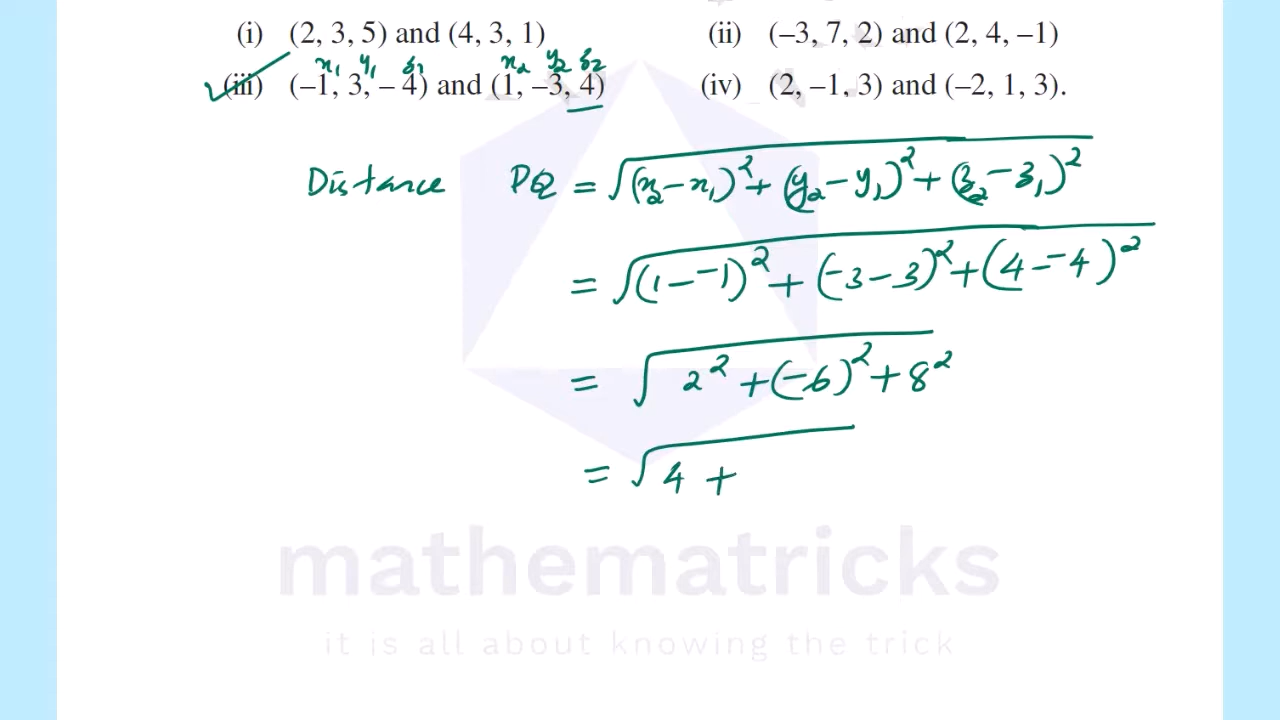 (i) (2, 3, 5) and (4, 3, 1) (ii) (–3, 7, 2) and (2, 4, –1)
x₁ y₁ z₁ x₂ y₂ z₂
(iii) (–1, 3, – 4) and (1, –3, 4) (iv) (2, –1, 3) and (–2, 1, 3).
Distance PQ = √(x₂ – x₁)² + (y₂ – y₁)² + (z₂ – z₁)²
= √(1 – –1)² + (–3 – 3)² + (4 – –4)²
= √2² + (–6)² + 8²
= √4 +
mathematricks
it is all about knowing the trick